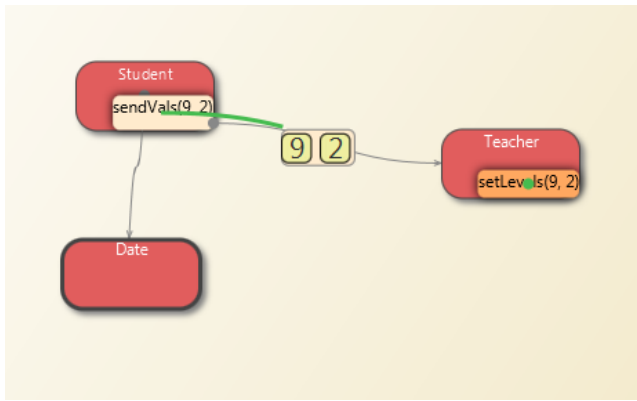 Student
sendVals(9, 2)
9 2
Teacher
setLevels(9, 2)
Date